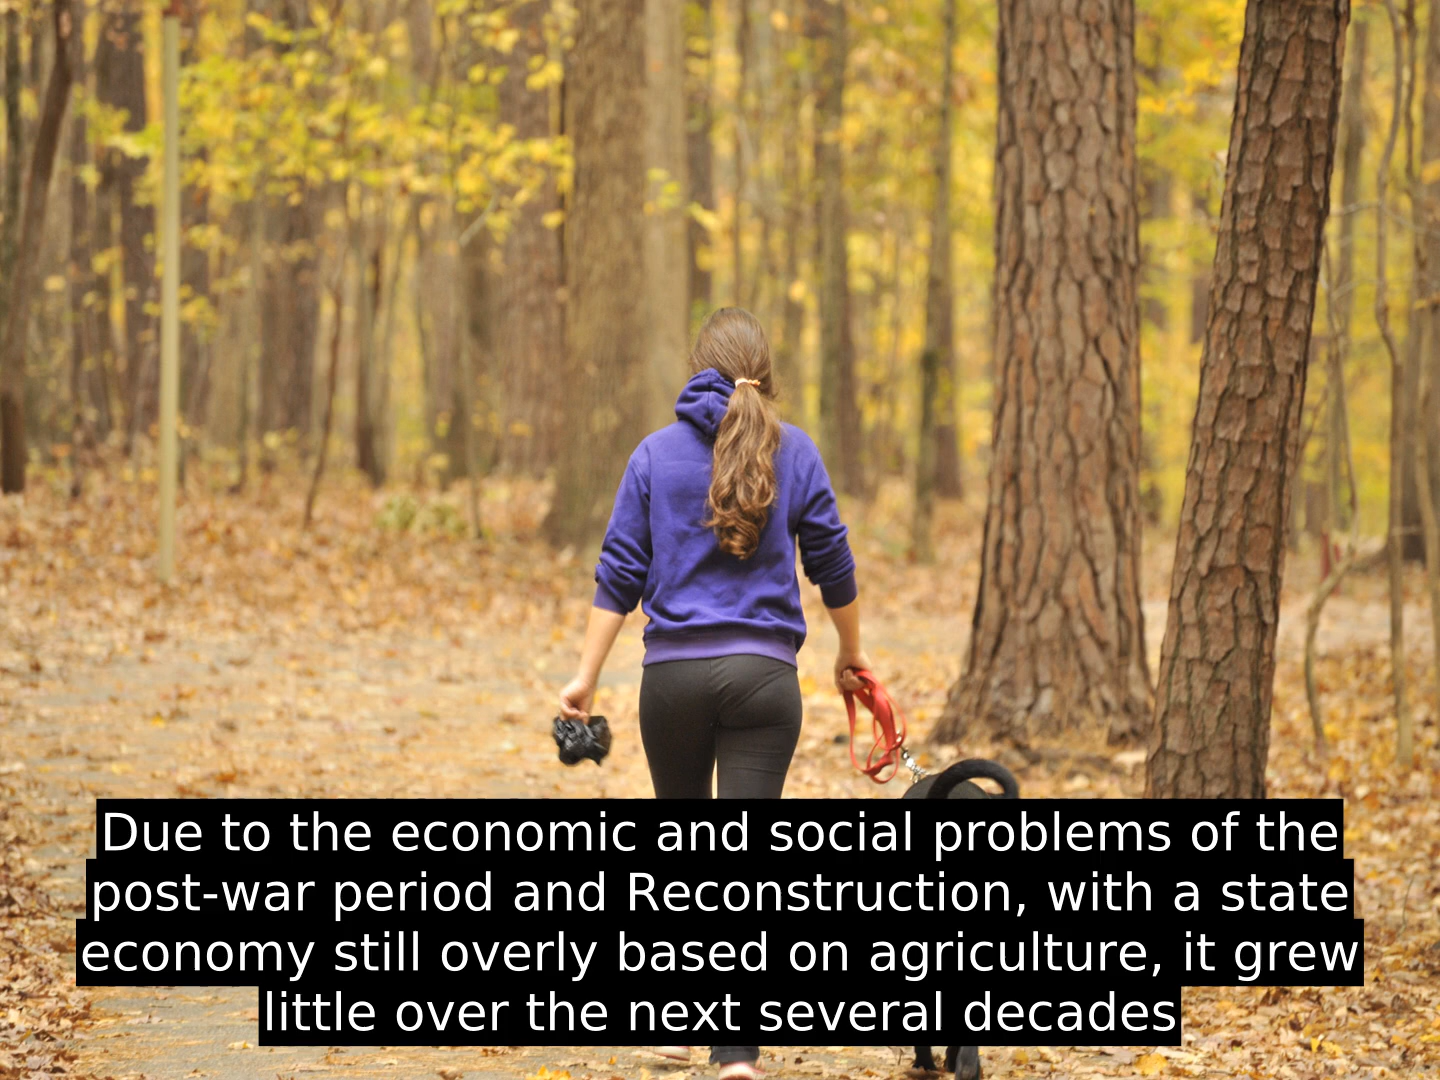 Due to the economic and social problems of the
post-war period and Reconstruction, with a state
economy still overly based on agriculture, it grew
little over the next several decades